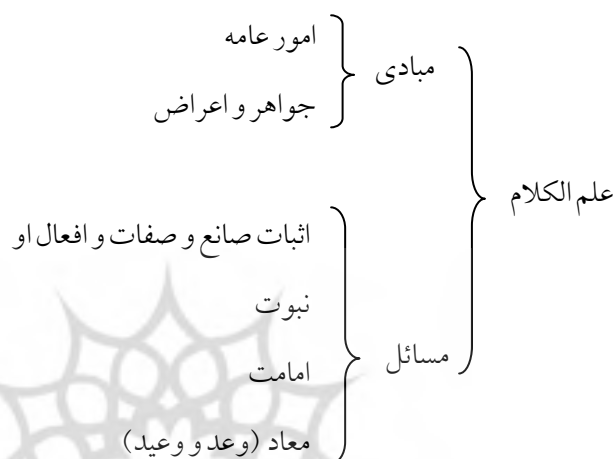 امور عامه
مبادی
جواهر و اعراض
علم الکلام
اثبات صانع و صفات و افعال او
نبوت
مسائل
امامت
معاد (وعد و وعید)